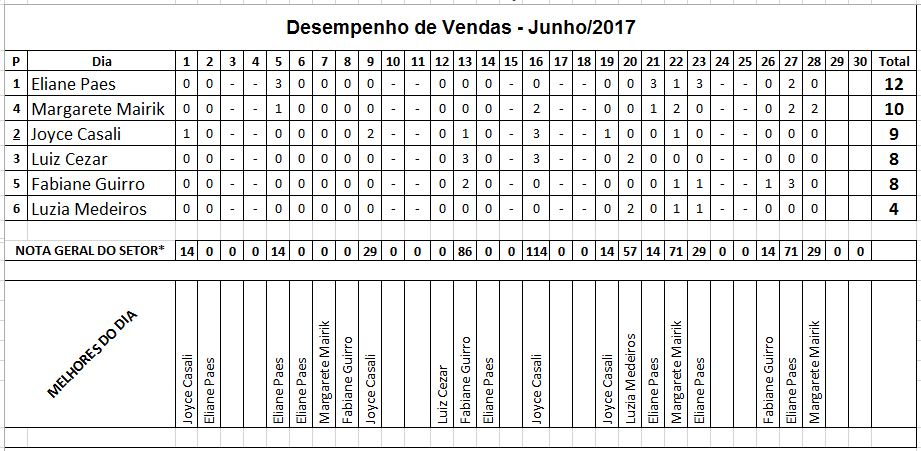 Desempenho de Vendas - Junho/2017
P Dia 1 2 3 4 5 6 7 8 9 10 11 12 13 14 15 16 17 18 19 20 21 22 23 24 25 26 27 28 29 30 Total
1 Eliane Paes 0 0 - - 3 0 0 0 0 - - 0 0 0 - 0 - - 0 0 3 1 3 - - 0 2 0 12
4 Margarete Mairik 0 0 - - 1 0 0 0 0 - - 0 0 0 - 2 - - 0 0 1 2 0 - - 0 2 2 10
2 Joyce Casali 1 0 - - 0 0 0 0 2 - - 0 1 0 - 3 - - 1 0 0 1 0 - - 0 0 0 9
3 Luiz Cezar 0 0 - - 0 0 0 0 0 - - 0 3 0 - 3 - - 0 2 0 0 0 - - 0 0 0 8
5 Fabiane Guirro 0 0 - - 0 0 0 0 0 - - 0 2 0 - 0 - - 0 0 0 1 1 - - 1 3 0 8
6 Luzia Medeiros 0 0 - - 0 0 0 0 0 - - 0 0 0 - 0 - - 0 2 0 1 1 - - 0 0 0 4
NOTA GERAL DO SETOR* 14 0 0 0 14 0 0 0 29 0 0 0 86 0 0 114 0 0 14 57 14 71 29 0 0 14 71 29 0 0
MELHORES DO DIA
Joyce Casali
Eliane Paes
Eliane Paes
Eliane Paes
Margarete Mairik
Fabiane Guirro
Joyce Casali
Luiz Cezar
Fabiane Guirro
Eliane Paes
Joyce Casali
Joyce Casali
Luzia Medeiros
Eliane Paes
Margarete Mairik
Eliane Paes
Fabiane Guirro
Eliane Paes
Margarete Mairik